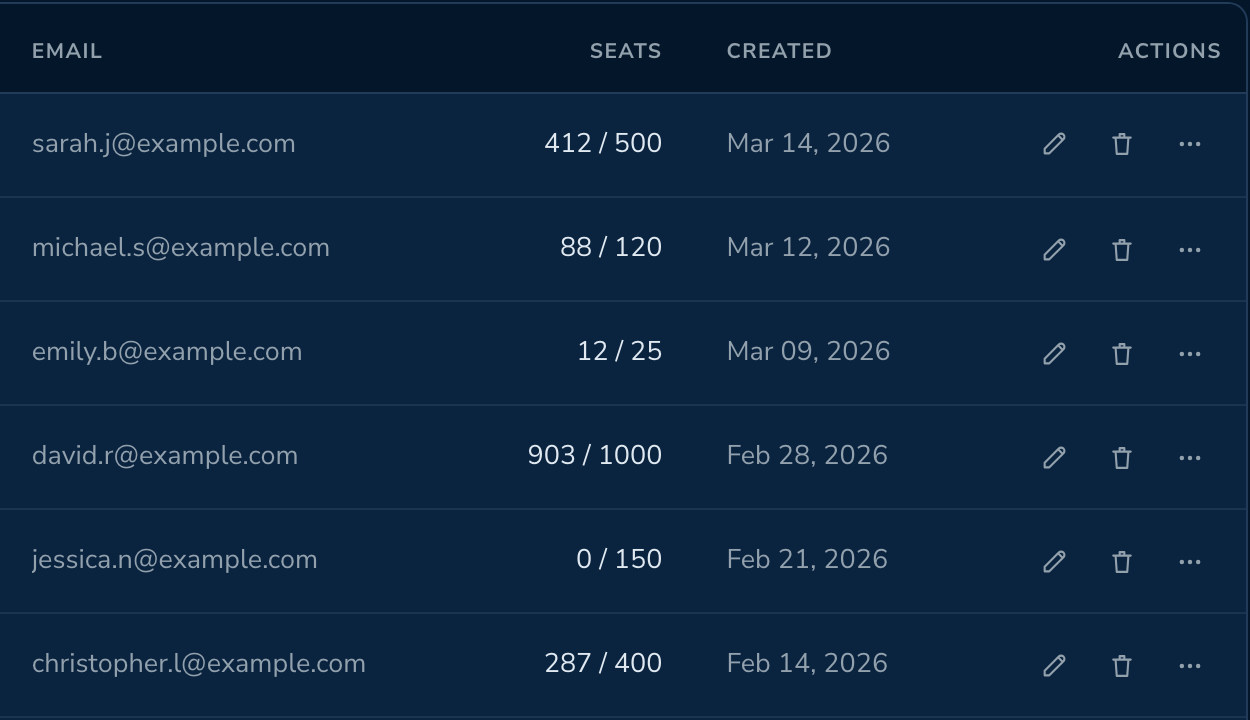 EMAIL SEATS CREATED ACTIONS
sarah.j@example.com 412 / 500 Mar 14, 2026
michael.s@example.com 88 / 120 Mar 12, 2026
emily.b@example.com 12 / 25 Mar 09, 2026
david.r@example.com 903 / 1000 Feb 28, 2026
jessica.n@example.com 0 / 150 Feb 21, 2026
christopher.l@example.com 287 / 400 Feb 14, 2026